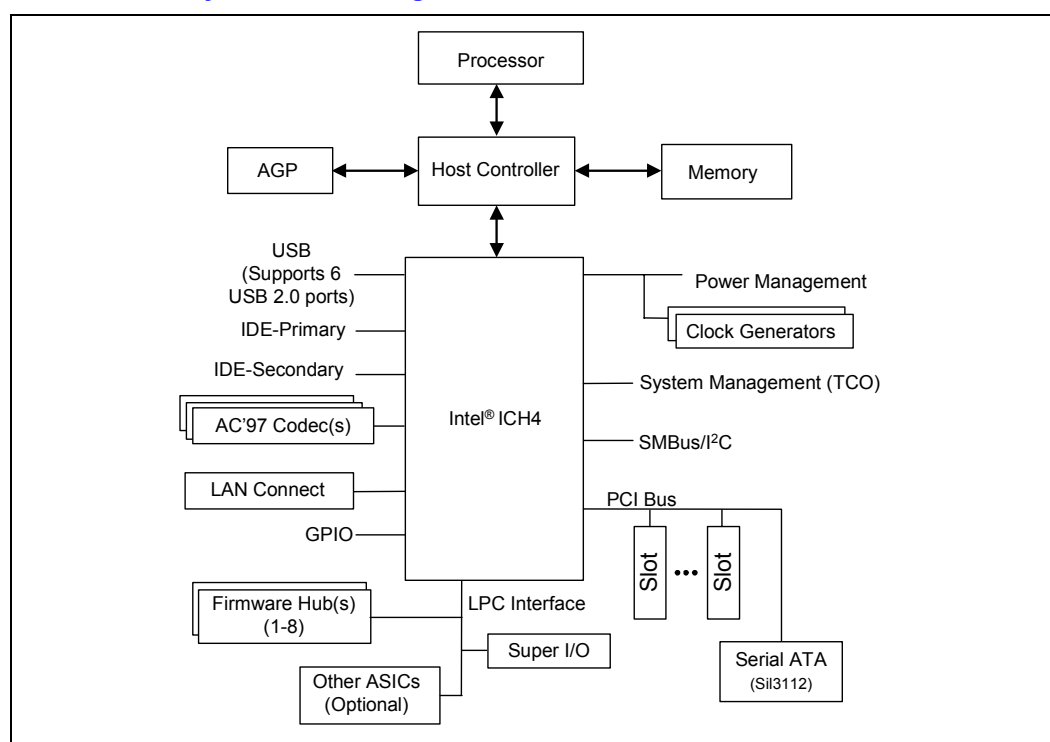 Processor
AGP
Host Controller
Memory
USB
(Supports 6
USB 2.0 ports)
Power Management
IDE-Primary
Clock Generators
IDE-Secondary
System Management (TCO)
AC'97 Codec(s)
Intel® ICH4
SMBus/I²C
LAN Connect
PCI Bus
GPIO
Slot
•••
Slot
Firmware Hub(s)
(1-8)
LPC Interface
Super I/O
Other ASICs
(Optional)
Serial ATA
(Sil3112)